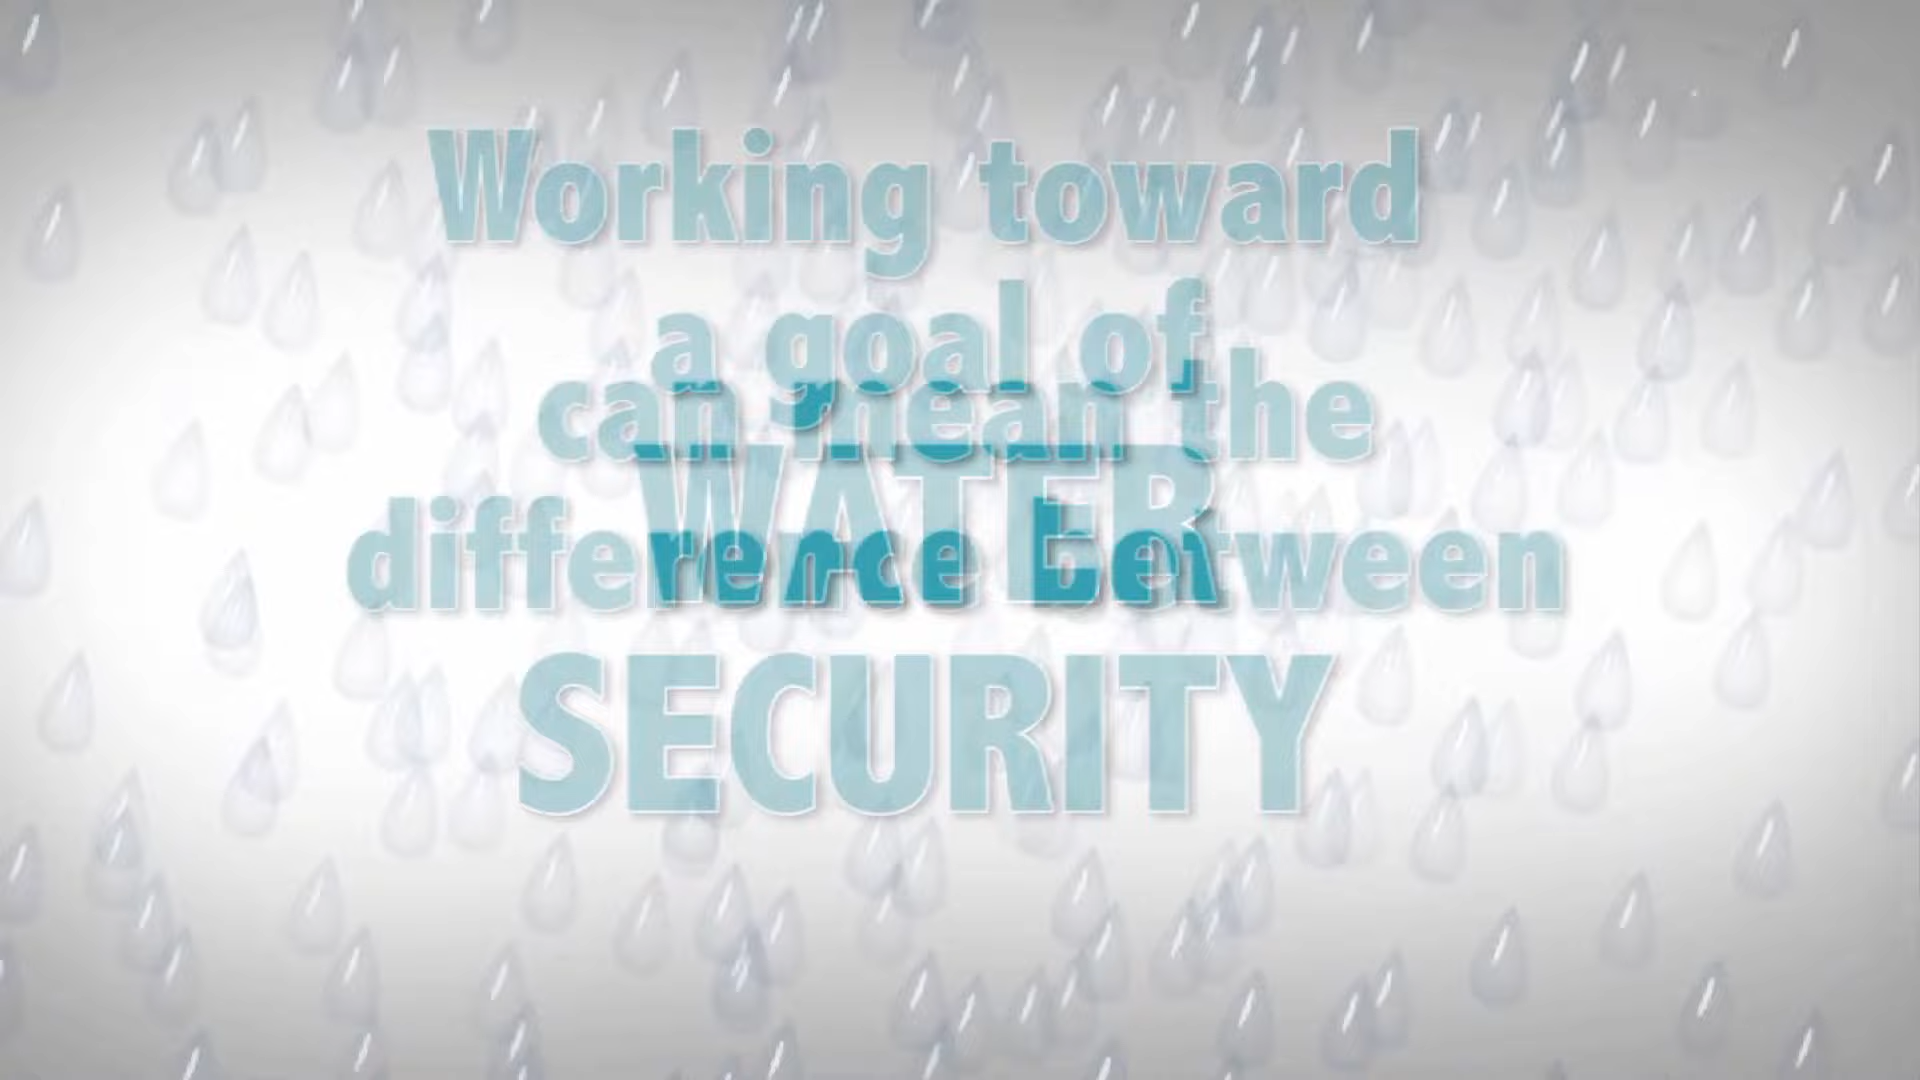 Working toward
a goal of
can mean the
WATER
difference between
SECURITY